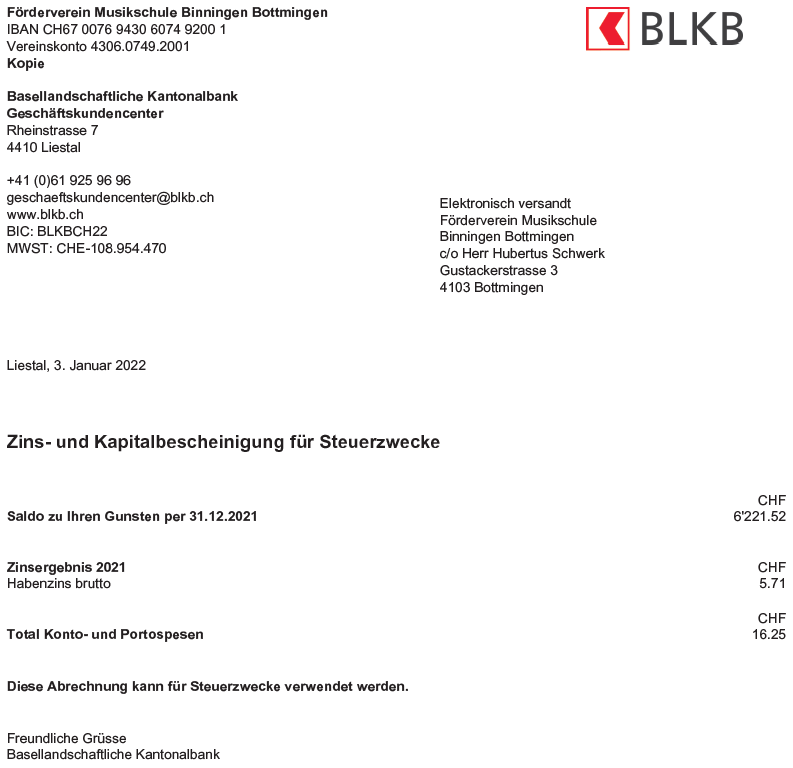 Förderverein Musikschule Binningen Bottmingen
IBAN CH67 0076 9430 6074 9200 1
Vereinskonto 4306.0749.2001
Kopie
BLKB
Basellandschaftliche Kantonalbank
Geschäftskundencenter
Rheinstrasse 7
4410 Liestal
+41 (0)61 925 96 96
geschaeftskundencenter@blkb.ch
www.blkb.ch
BIC: BLKBCH22
MWST: CHE-108.954.470
Elektronisch versandt
Förderverein Musikschule
Binningen Bottmingen
c/o Herr Hubertus Schwerk
Gustackerstrasse 3
4103 Bottmingen
Liestal, 3. Januar 2022
Zins- und Kapitalbescheinigung für Steuerzwecke
CHF
Saldo zu Ihren Gunsten per 31.12.2021 6'221.52
Zinsergebnis 2021 CHF
Habenzins brutto 5.71
CHF
Total Konto- und Portospesen 16.25
Diese Abrechnung kann für Steuerzwecke verwendet werden.
Freundliche Grüsse
Basellandschaftliche Kantonalbank